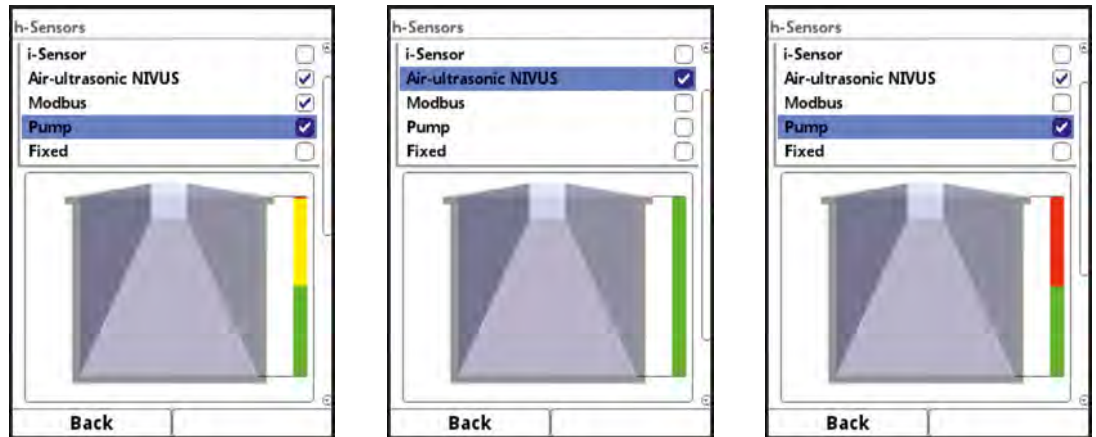 h-Sensors
i-Sensor
Air-ultrasonic NIVUS
Modbus
Pump
Fixed
Back
h-Sensors
i-Sensor
Air-ultrasonic NIVUS
Modbus
Pump
Fixed
Back
h-Sensors
i-Sensor
Air-ultrasonic NIVUS
Modbus
Pump
Fixed
Back